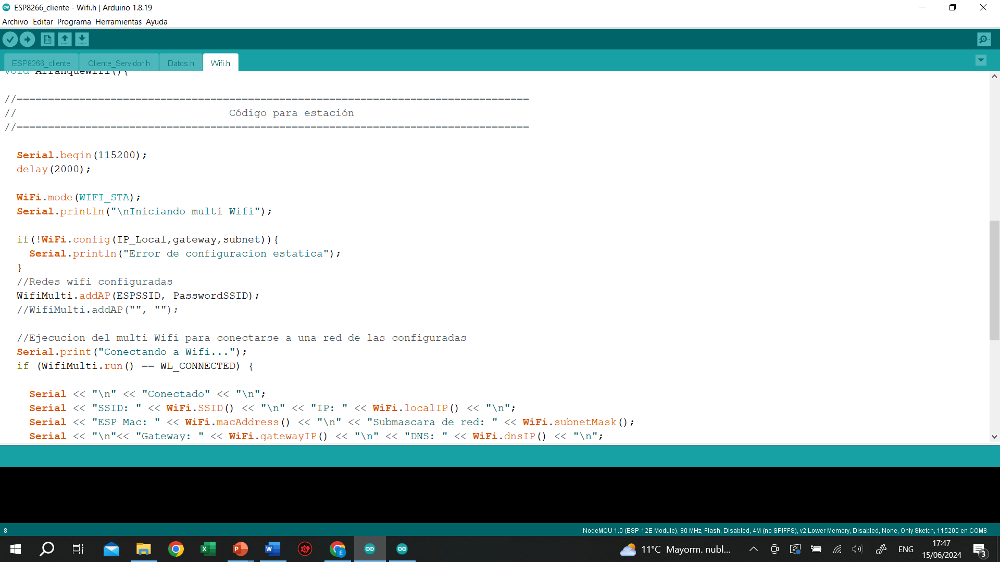 ESP8266_cliente - Wifi.h | Arduino 1.8.19
Archivo Editar Programa Herramientas Ayuda
ESP8266_cliente Cliente_Servidor.h Datos.h Wifi.h
void ArranqueWifi(){
//==================================================================================
// Código para estación
//==================================================================================
Serial.begin(115200);
delay(2000);
WiFi.mode(WIFI_STA);
Serial.println("\nIniciando multi Wifi");
if(!WiFi.config(IP_Local,gateway,subnet)){
Serial.println("Error de configuracion estatica");
}
//Redes wifi configuradas
WifiMulti.addAP(ESPSSID, PasswordSSID);
//WifiMulti.addAP("", "");
//Ejecucion del multi Wifi para conectarse a una red de las configuradas
Serial.print("Conectando a Wifi...");
if (WifiMulti.run() == WL_CONNECTED) {
Serial << "\n" << "Conectado" << "\n";
Serial << "SSID: " << WiFi.SSID() << "\n" << "IP: " << WiFi.localIP() << "\n";
Serial << "ESP Mac: " << WiFi.macAddress() << "\n" << "Submascara de red: " << WiFi.subnetMask();
Serial << "\n"<< "Gateway: " << WiFi.gatewayIP() << "\n" << "DNS: " << WiFi.dnsIP() << "\n";
8
NodeMCU 1.0 (ESP-12E Module), 80 MHz, Flash, Disabled, 4M (no SPIFFS), v2 Lower Memory, Disabled, None, Only Sketch, 115200 en COM8
11°C Mayorm. nubl...
ENG
17:47
15/06/2024
3